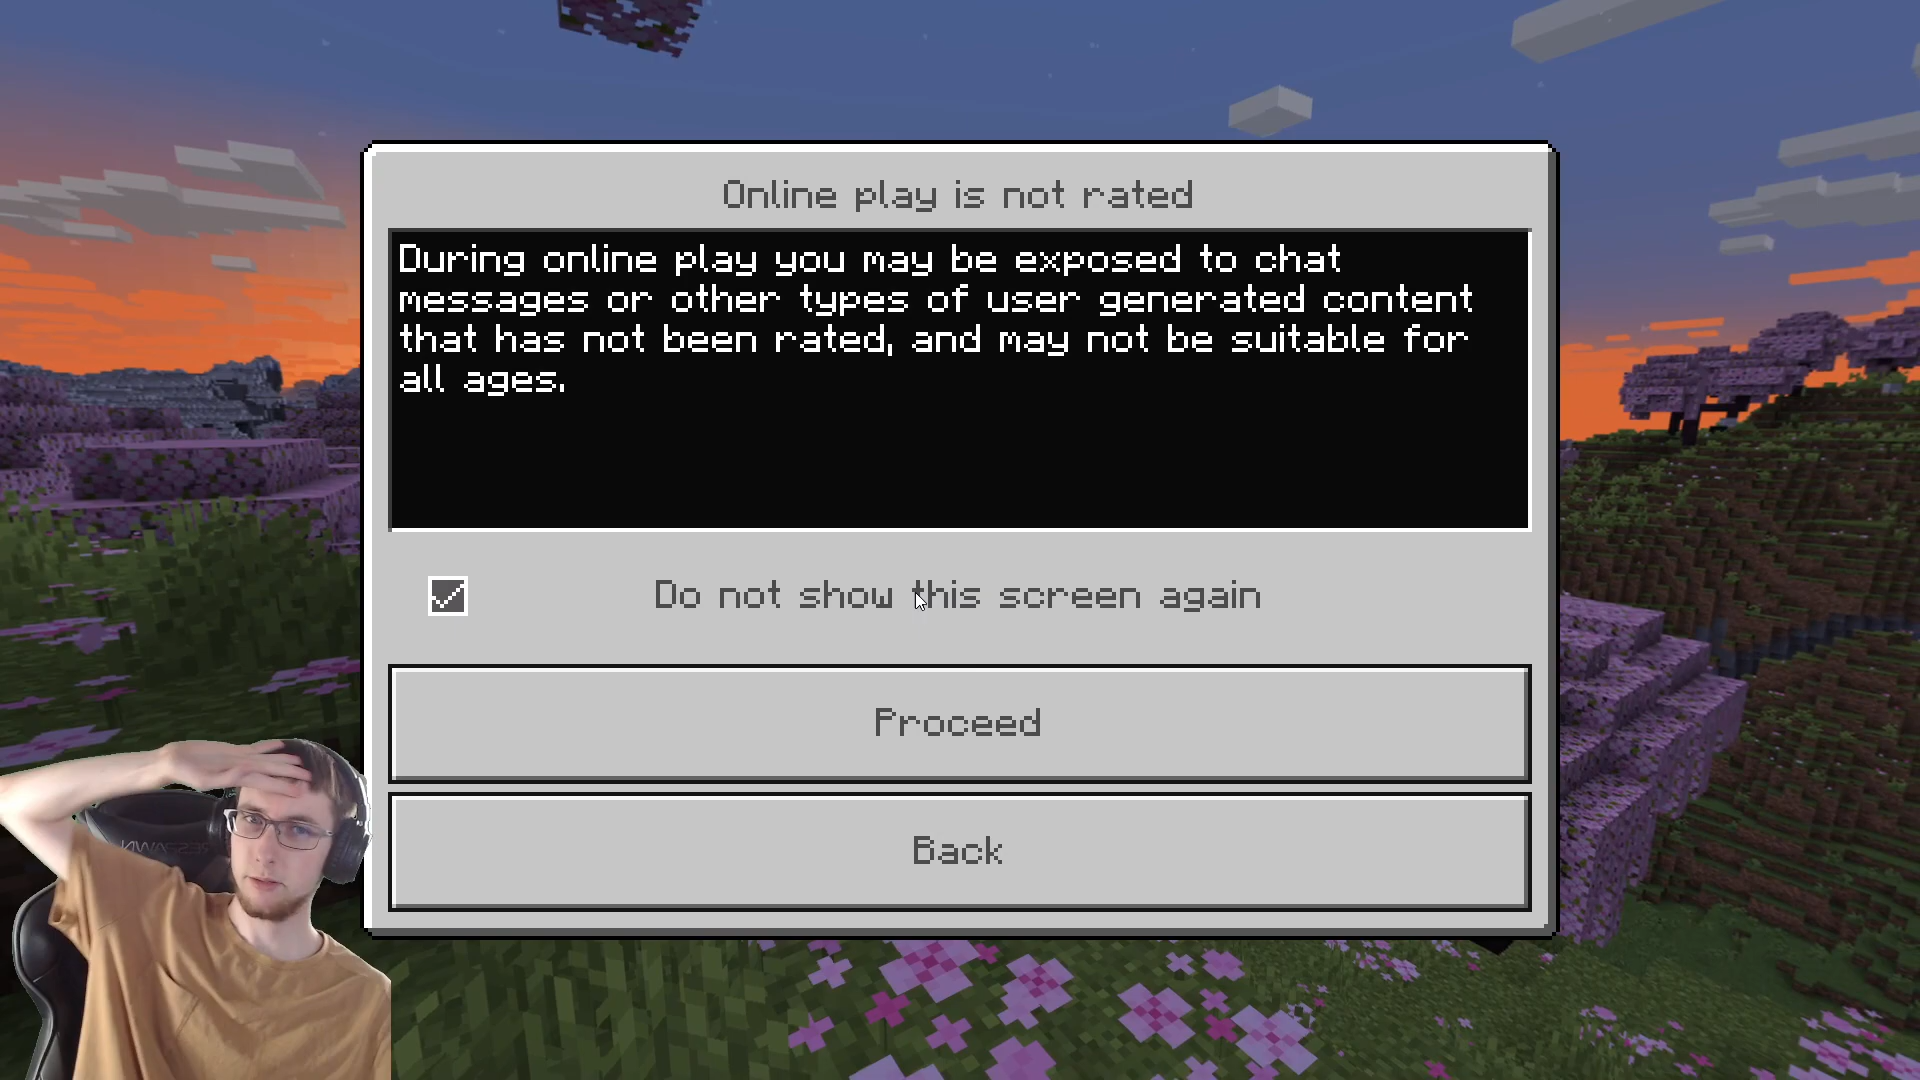 Online play is not rated
During online play you may be exposed to chat
messages or other types of user generated content
that has not been rated, and may not be suitable for
all ages.
Do not show this screen again
Proceed
Back
RESPAWN